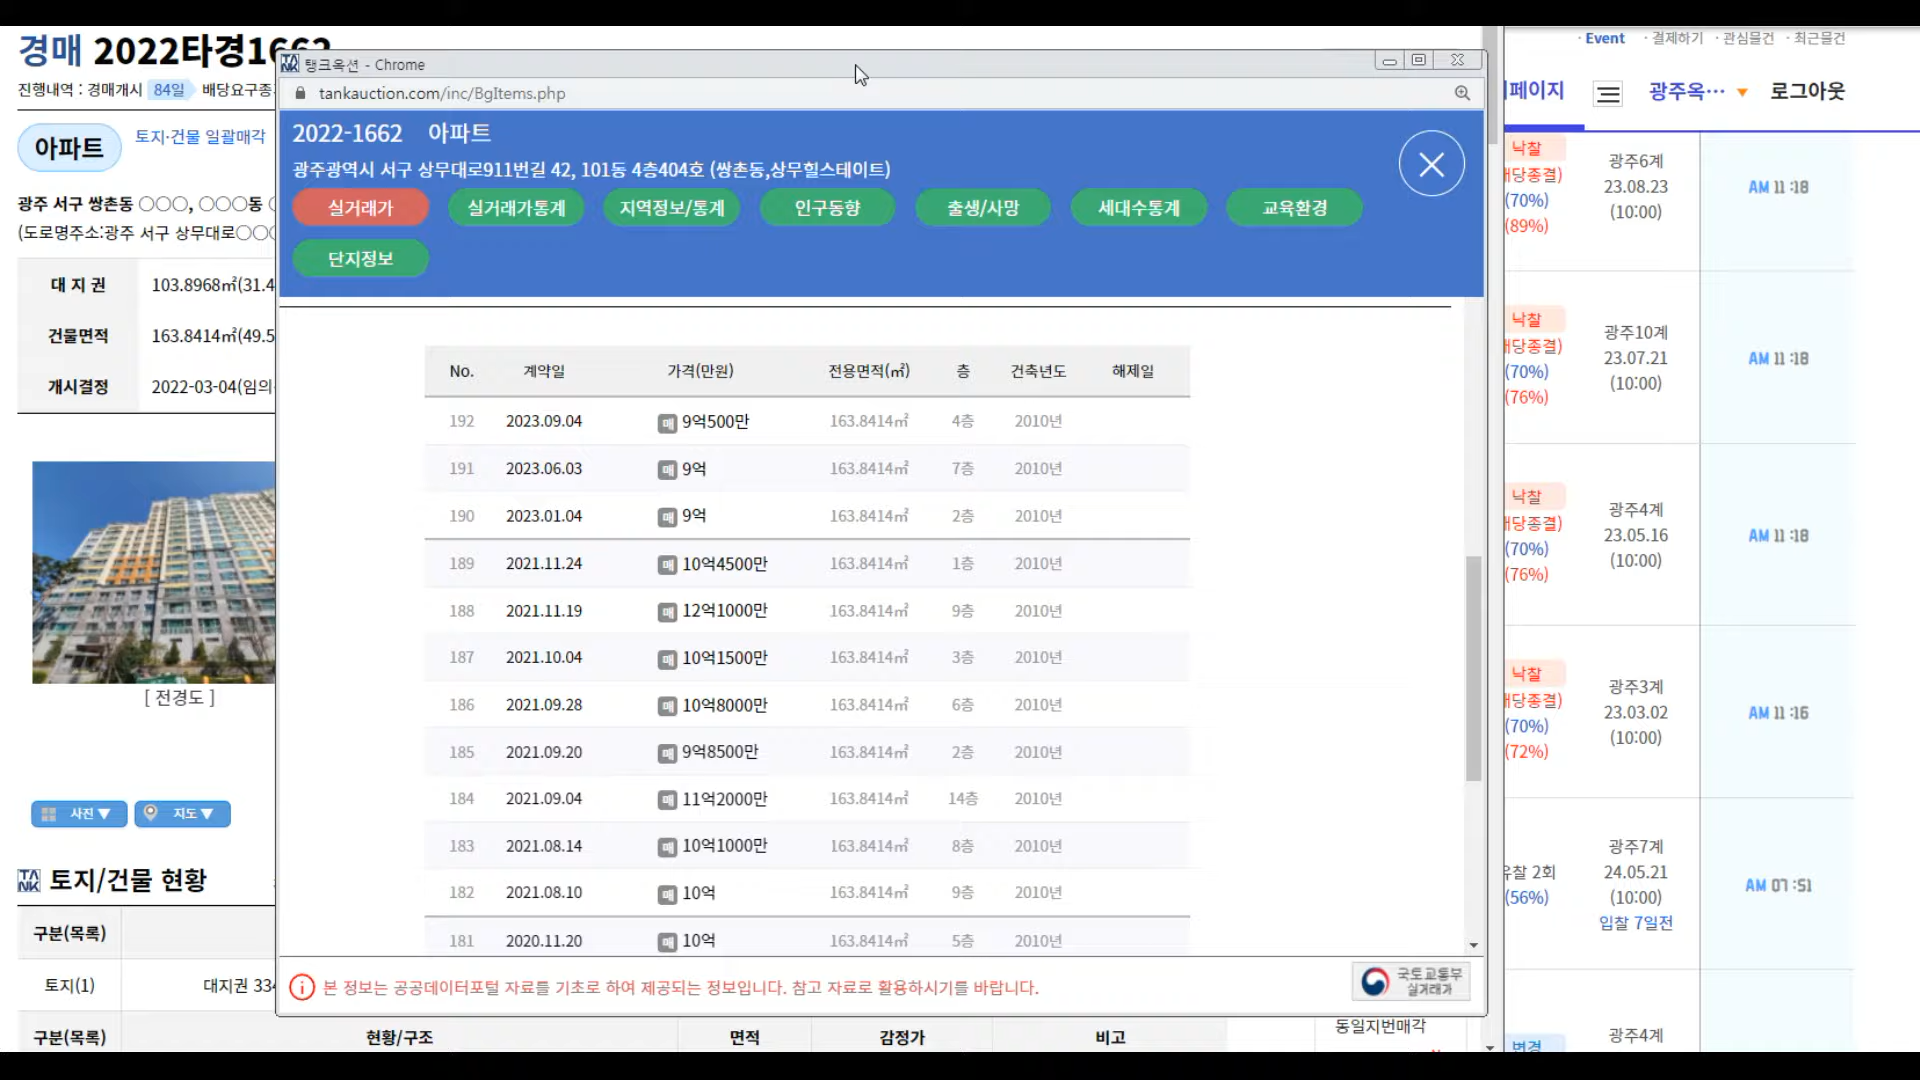 경매 2022타경1662
진행내역 : 경매개시 84일 배당요구종
아파트
토지·건물 일괄매각
광주 서구 쌍촌동 ○○○, ○○○동
(도로명주소:광주 서구 상무대로○○○
대 지 권 103.8968㎡(31.4
건물면적 163.8414㎡(49.5
개시결정 2022-03-04(임의
[ 전경도 ]
사진 ▼
지도 ▼
토지/건물 현황
구분(목록)
토지(1) 대지권 334
구분(목록) 현황/구조 면적 감정가 비고
탱크옥션 - Chrome
tankauction.com/inc/BgItems.php
2022-1662 아파트
광주광역시 서구 상무대로911번길 42, 101동 4층404호 (쌍촌동,상무힐스테이트)
실거래가
실거래가통계
지역정보/통계
인구동향
출생/사망
세대수통계
교육환경
단지정보
No. 계약일 가격(만원) 전용면적(㎡) 층 건축년도 해제일
192 2023.09.04 매 9억500만 163.8414㎡ 4층 2010년
191 2023.06.03 매 9억 163.8414㎡ 7층 2010년
190 2023.01.04 매 9억 163.8414㎡ 2층 2010년
189 2021.11.24 매 10억4500만 163.8414㎡ 1층 2010년
188 2021.11.19 매 12억1000만 163.8414㎡ 9층 2010년
187 2021.10.04 매 10억1500만 163.8414㎡ 3층 2010년
186 2021.09.28 매 10억8000만 163.8414㎡ 6층 2010년
185 2021.09.20 매 9억8500만 163.8414㎡ 2층 2010년
184 2021.09.04 매 11억2000만 163.8414㎡ 14층 2010년
183 2021.08.14 매 10억1000만 163.8414㎡ 8층 2010년
182 2021.08.10 매 10억 163.8414㎡ 9층 2010년
181 2020.11.20 매 10억 163.8414㎡ 5층 2010년
본 정보는 공공데이터포털 자료를 기초로 하여 제공되는 정보입니다. 참고 자료로 활용하시기를 바랍니다.
국토교통부
실거래가
동일지번매각
· Event · 결제하기 · 관심물건 · 최근물건
페이지
광주옥··· ▼ 로그아웃
낙찰
당종결)
(70%)
(89%)
광주6계
23.08.23
(10:00)
AM 11:18
낙찰
당종결)
(70%)
(76%)
광주10계
23.07.21
(10:00)
AM 11:18
낙찰
당종결)
(70%)
(76%)
광주4계
23.05.16
(10:00)
AM 11:18
낙찰
당종결)
(70%)
(72%)
광주3계
23.03.02
(10:00)
AM 11:16
찰 2회
(56%)
광주7계
24.05.21
(10:00)
입찰 7일전
AM 07:51
변경
광주4계